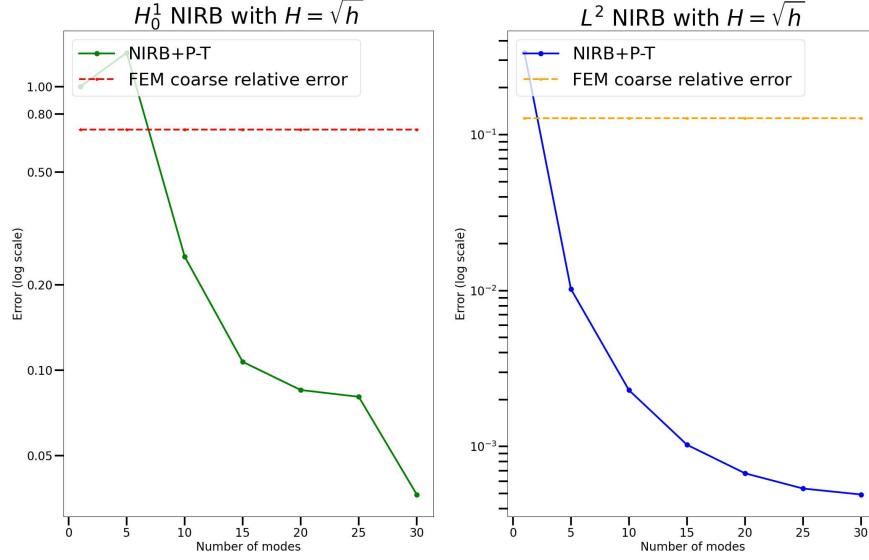 $H_0^1$ NIRB with $H = \sqrt{h}$
NIRB+P-T
FEM coarse relative error
1.00
0.80
0.50
0.20
0.10
0.05
Error (log scale)
0 5 10 15 20 25 30
Number of modes
$L^2$ NIRB with $H = \sqrt{h}$
NIRB+P-T
FEM coarse relative error
$10^{-1}$
$10^{-2}$
$10^{-3}$
Error (log scale)
0 5 10 15 20 25 30
Number of modes